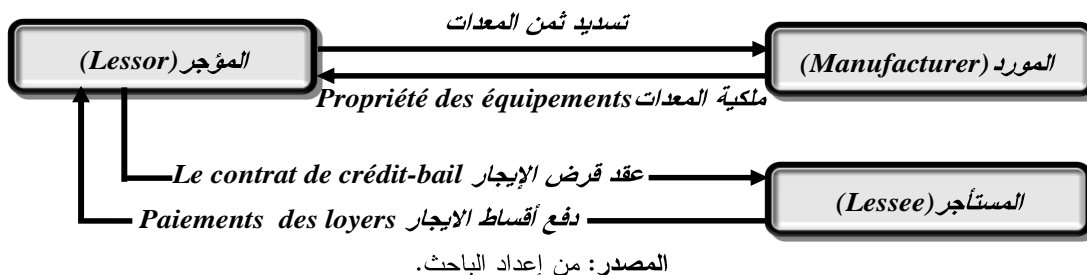 تسديد ثمن المعدات
المؤجر (Lessor)
المورد (Manufacturer)
ملكية المعدات Propriété des équipements
عقد قرض الإيجار Le contrat de crédit-bail
المستأجر (Lessee)
دفع أقساط الايجار Paiements des loyers
المصدر: من إعداد الباحث.